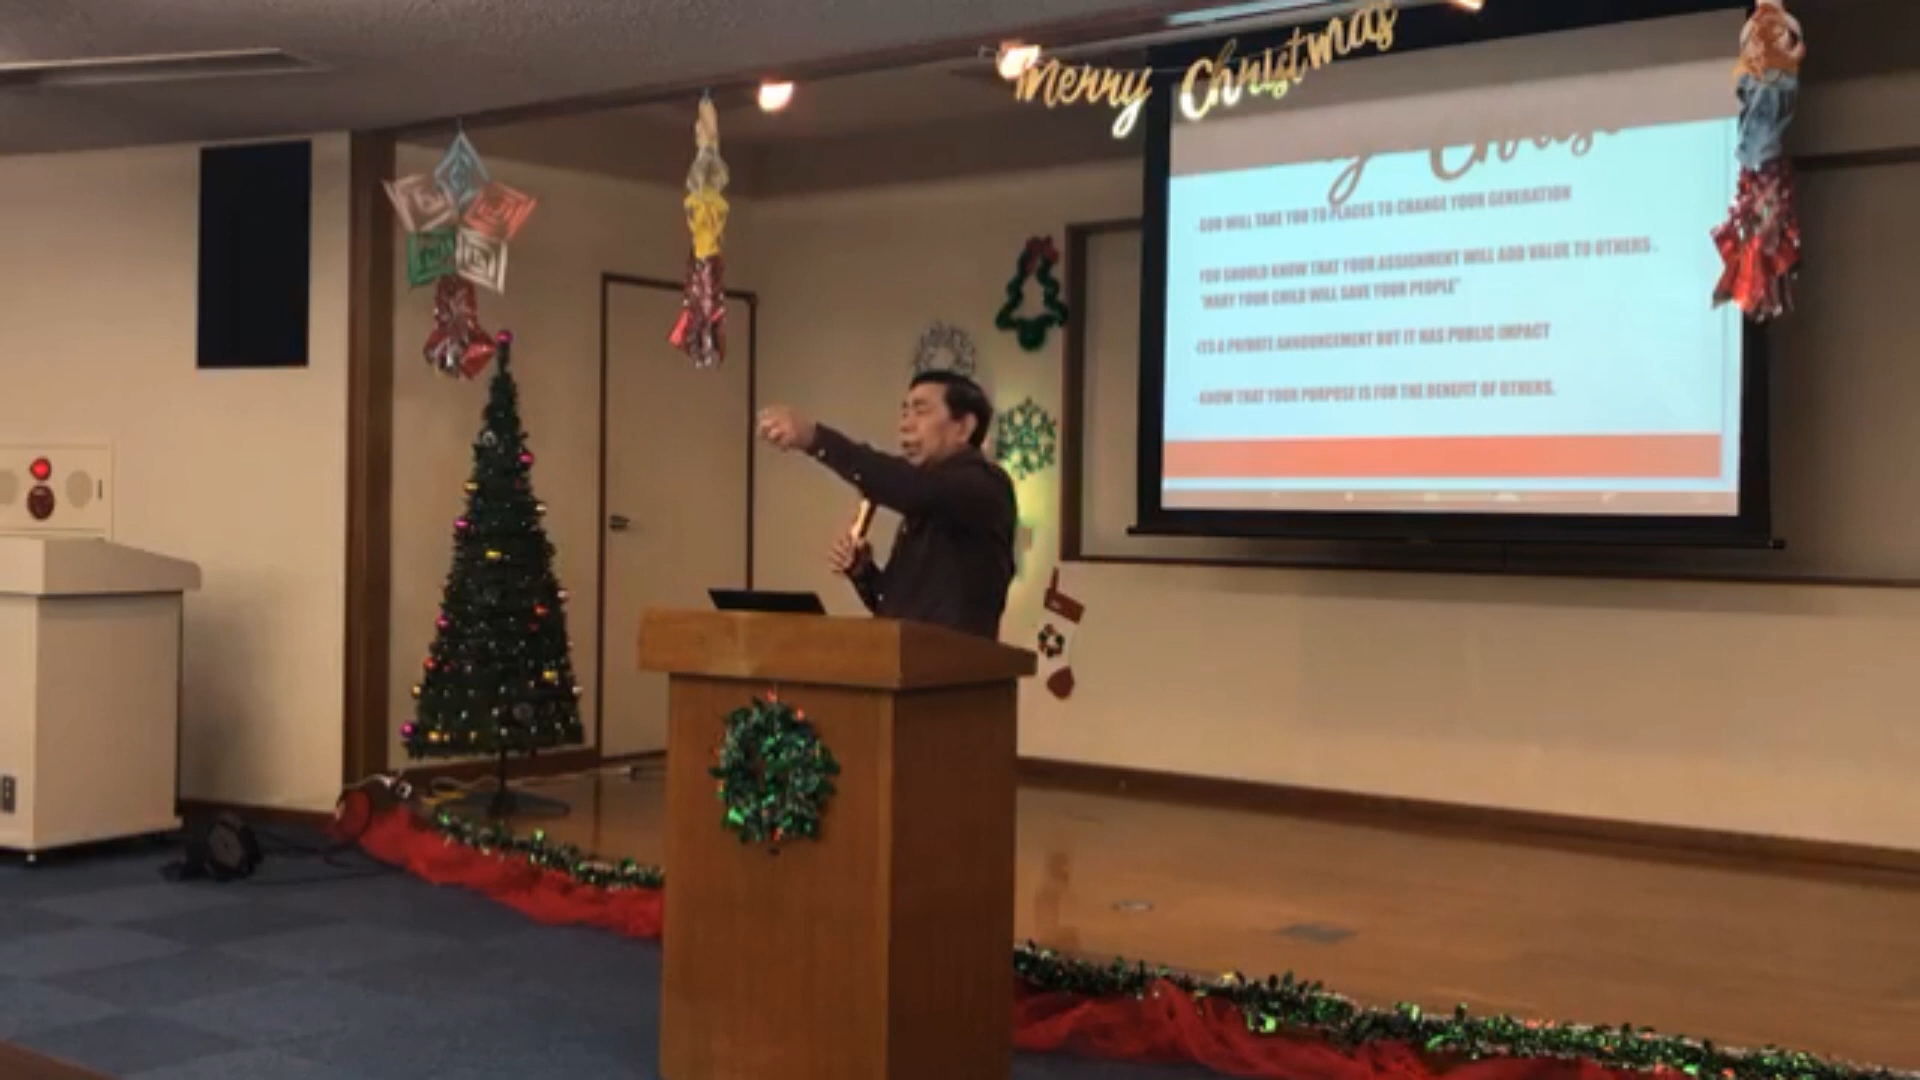 Merry Christmas
- GOD WILL TAKE YOU TO PLACES TO CHANGE YOUR GENERATION
YOU SHOULD KNOW THAT YOUR ASSIGNMENT WILL ADD VALUE TO OTHERS .
"MARY YOUR CHILD WILL SAVE YOUR PEOPLE"
-ITS A PRIVATE ANNOUNCEMENT BUT IT HAS PUBLIC IMPACT
- KNOW THAT YOUR PURPOSE IS FOR THE BENEFIT OF OTHERS.